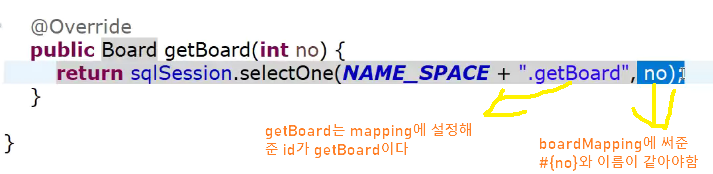 @Override
public Board getBoard(int no) {
return sqlSession.selectOne(NAME_SPACE + ".getBoard", no);
}
}
getBoard는 mapping에 설정해
준 id가 getBoard이다
boardMapping에 써준
#{no}와 이름이 같아야함